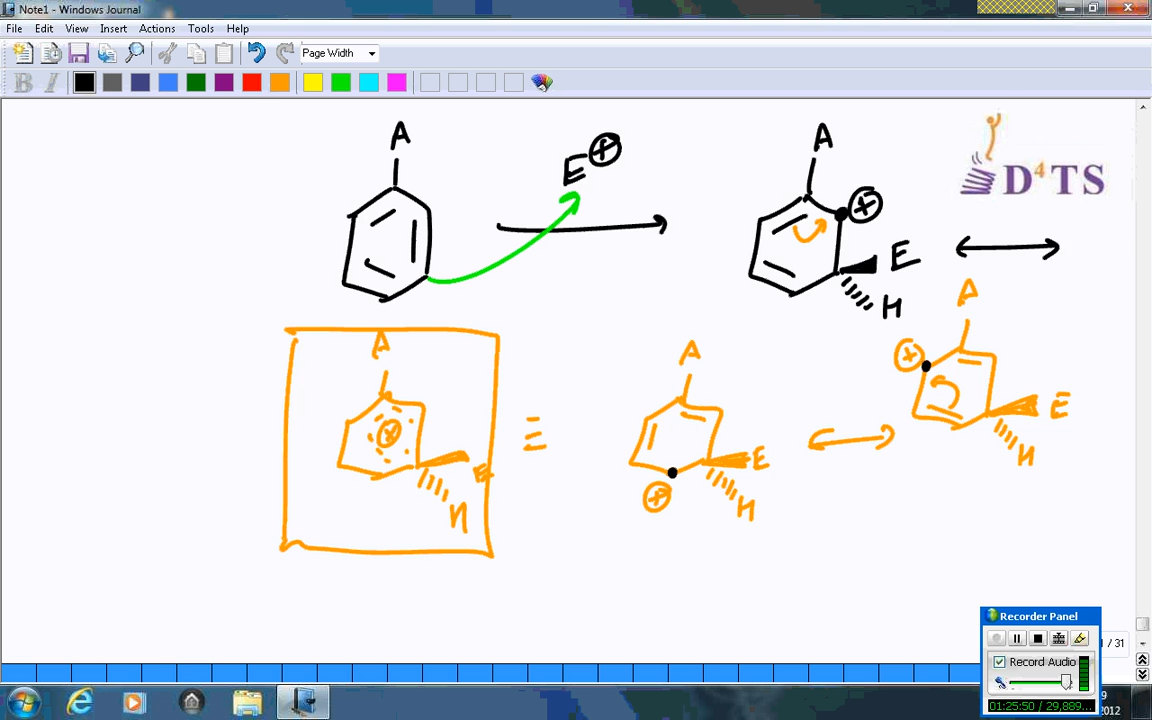 Note1 - Windows Journal
File Edit View Insert Actions Tools Help
Page Width
B I
A
E⊕
A
⊕
E
H
D4TS
A
⊕
E
H
A
⊕
E
H
≡
A
⊕
E
H
Recorder Panel
/ 31
Record Audio
01:25:50 / 29,889...
9
2012